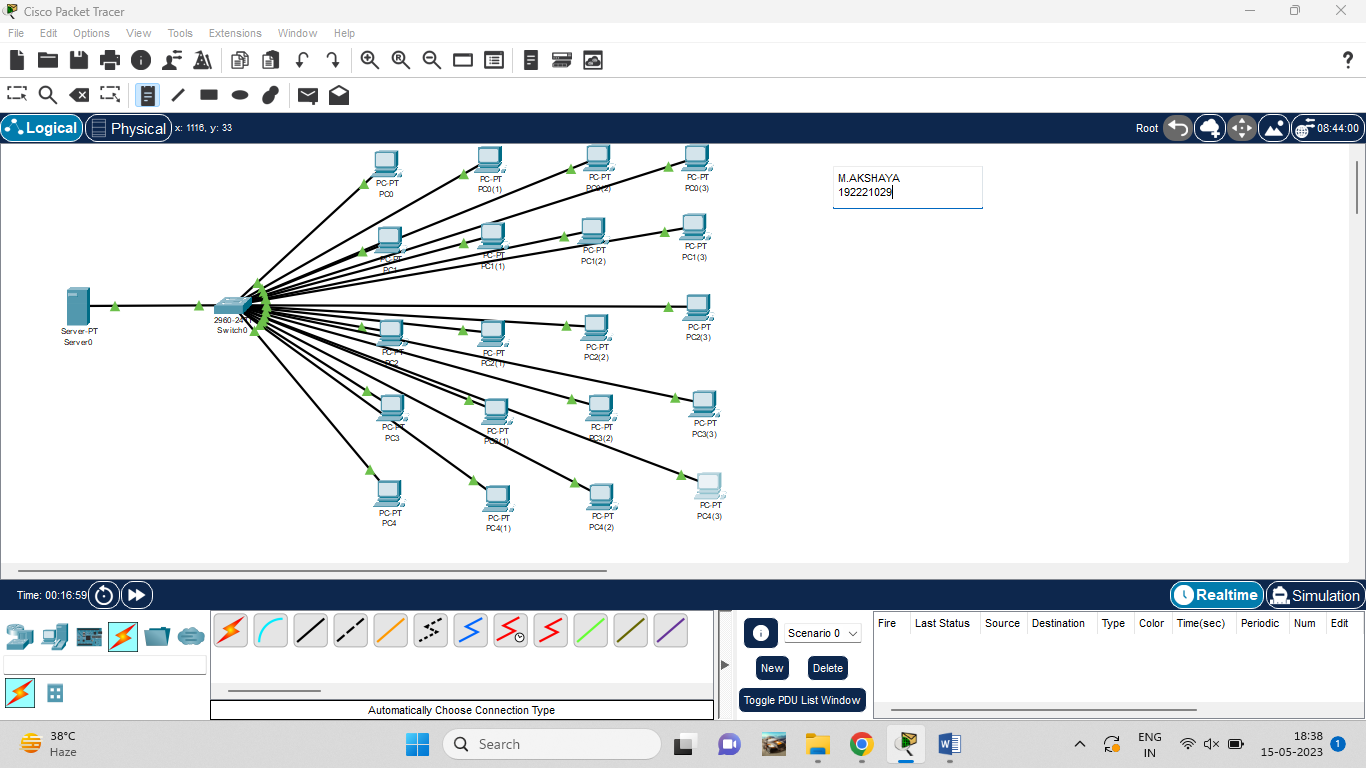 Cisco Packet Tracer
File Edit Options View Tools Extensions Window Help
Logical Physical x: 1116, y: 33 Root 08:44:00
M.AKSHAYA
192221029
PC-PT
PC0
PC-PT
PC0(1)
PC-PT
PC0(2)
PC-PT
PC0(3)
PC-PT
PC1
PC-PT
PC1(1)
PC-PT
PC1(2)
PC-PT
PC1(3)
Server-PT
Server0
Switch0
PC-PT
PC2
PC-PT
PC2(1)
PC-PT
PC2(2)
PC-PT
PC2(3)
PC-PT
PC3
PC-PT
PC3(1)
PC-PT
PC3(2)
PC-PT
PC3(3)
PC-PT
PC4
PC-PT
PC4(1)
PC-PT
PC4(2)
PC-PT
PC4(3)
Time: 00:16:59 Realtime Simulation
Scenario 0
New Delete
Toggle PDU List Window
Fire Last Status Source Destination Type Color Time(sec) Periodic Num Edit
Automatically Choose Connection Type
38°C
Haze
Search
ENG
IN
18:38
15-05-2023
1